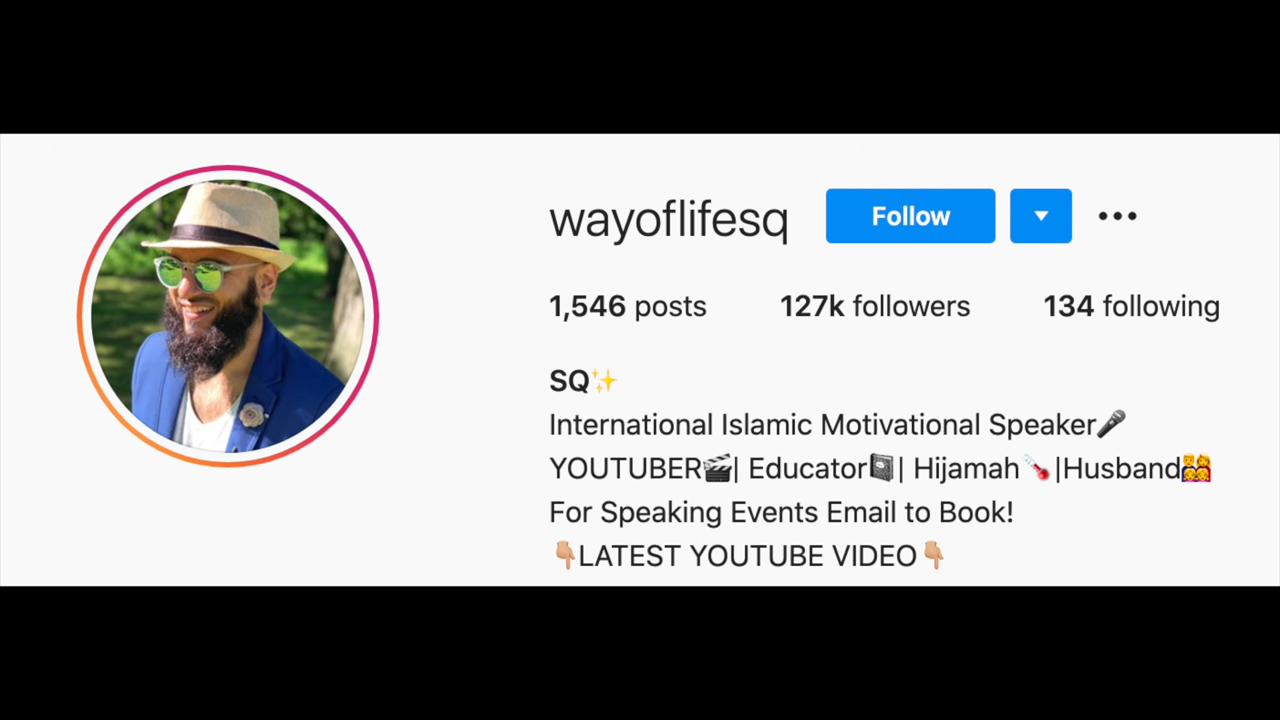 wayoflifesq Follow
1,546 posts 127k followers 134 following
SQ✨
International Islamic Motivational Speaker🎤
YOUTUBER🎬| Educator📓| Hijamah🌡️|Husband👨‍👩‍👧‍👦
For Speaking Events Email to Book!
👇🏼LATEST YOUTUBE VIDEO👇🏼